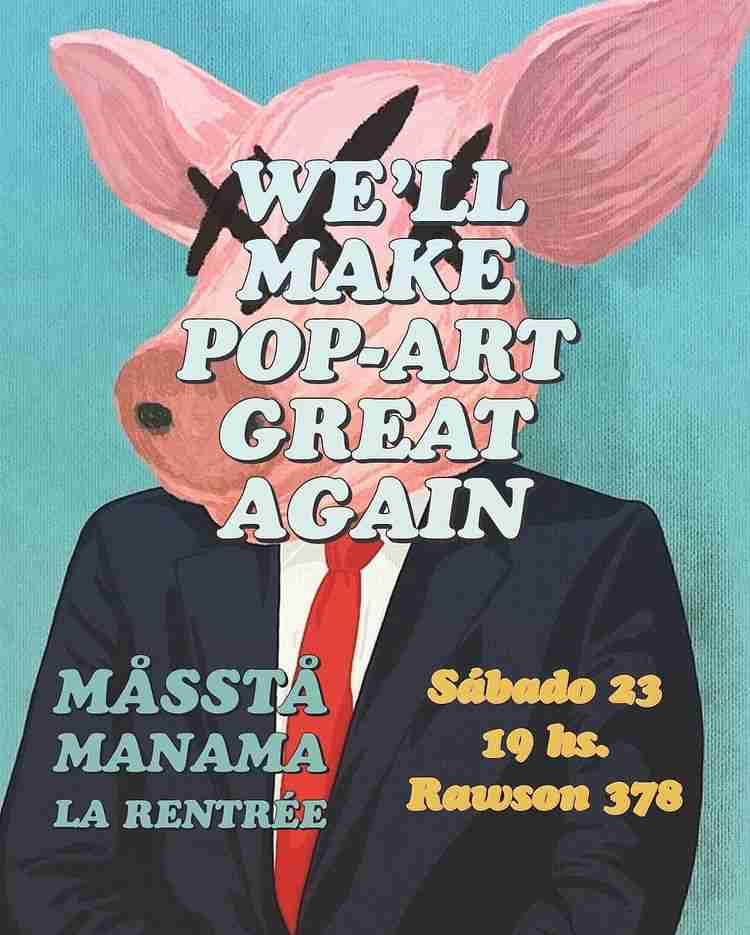 WE'LL
MAKE
POP-ART
GREAT
AGAIN
MÅSSTÅ
MANAMA
LA RENTRÉE
Sábado 23
19 hs.
Rawson 378